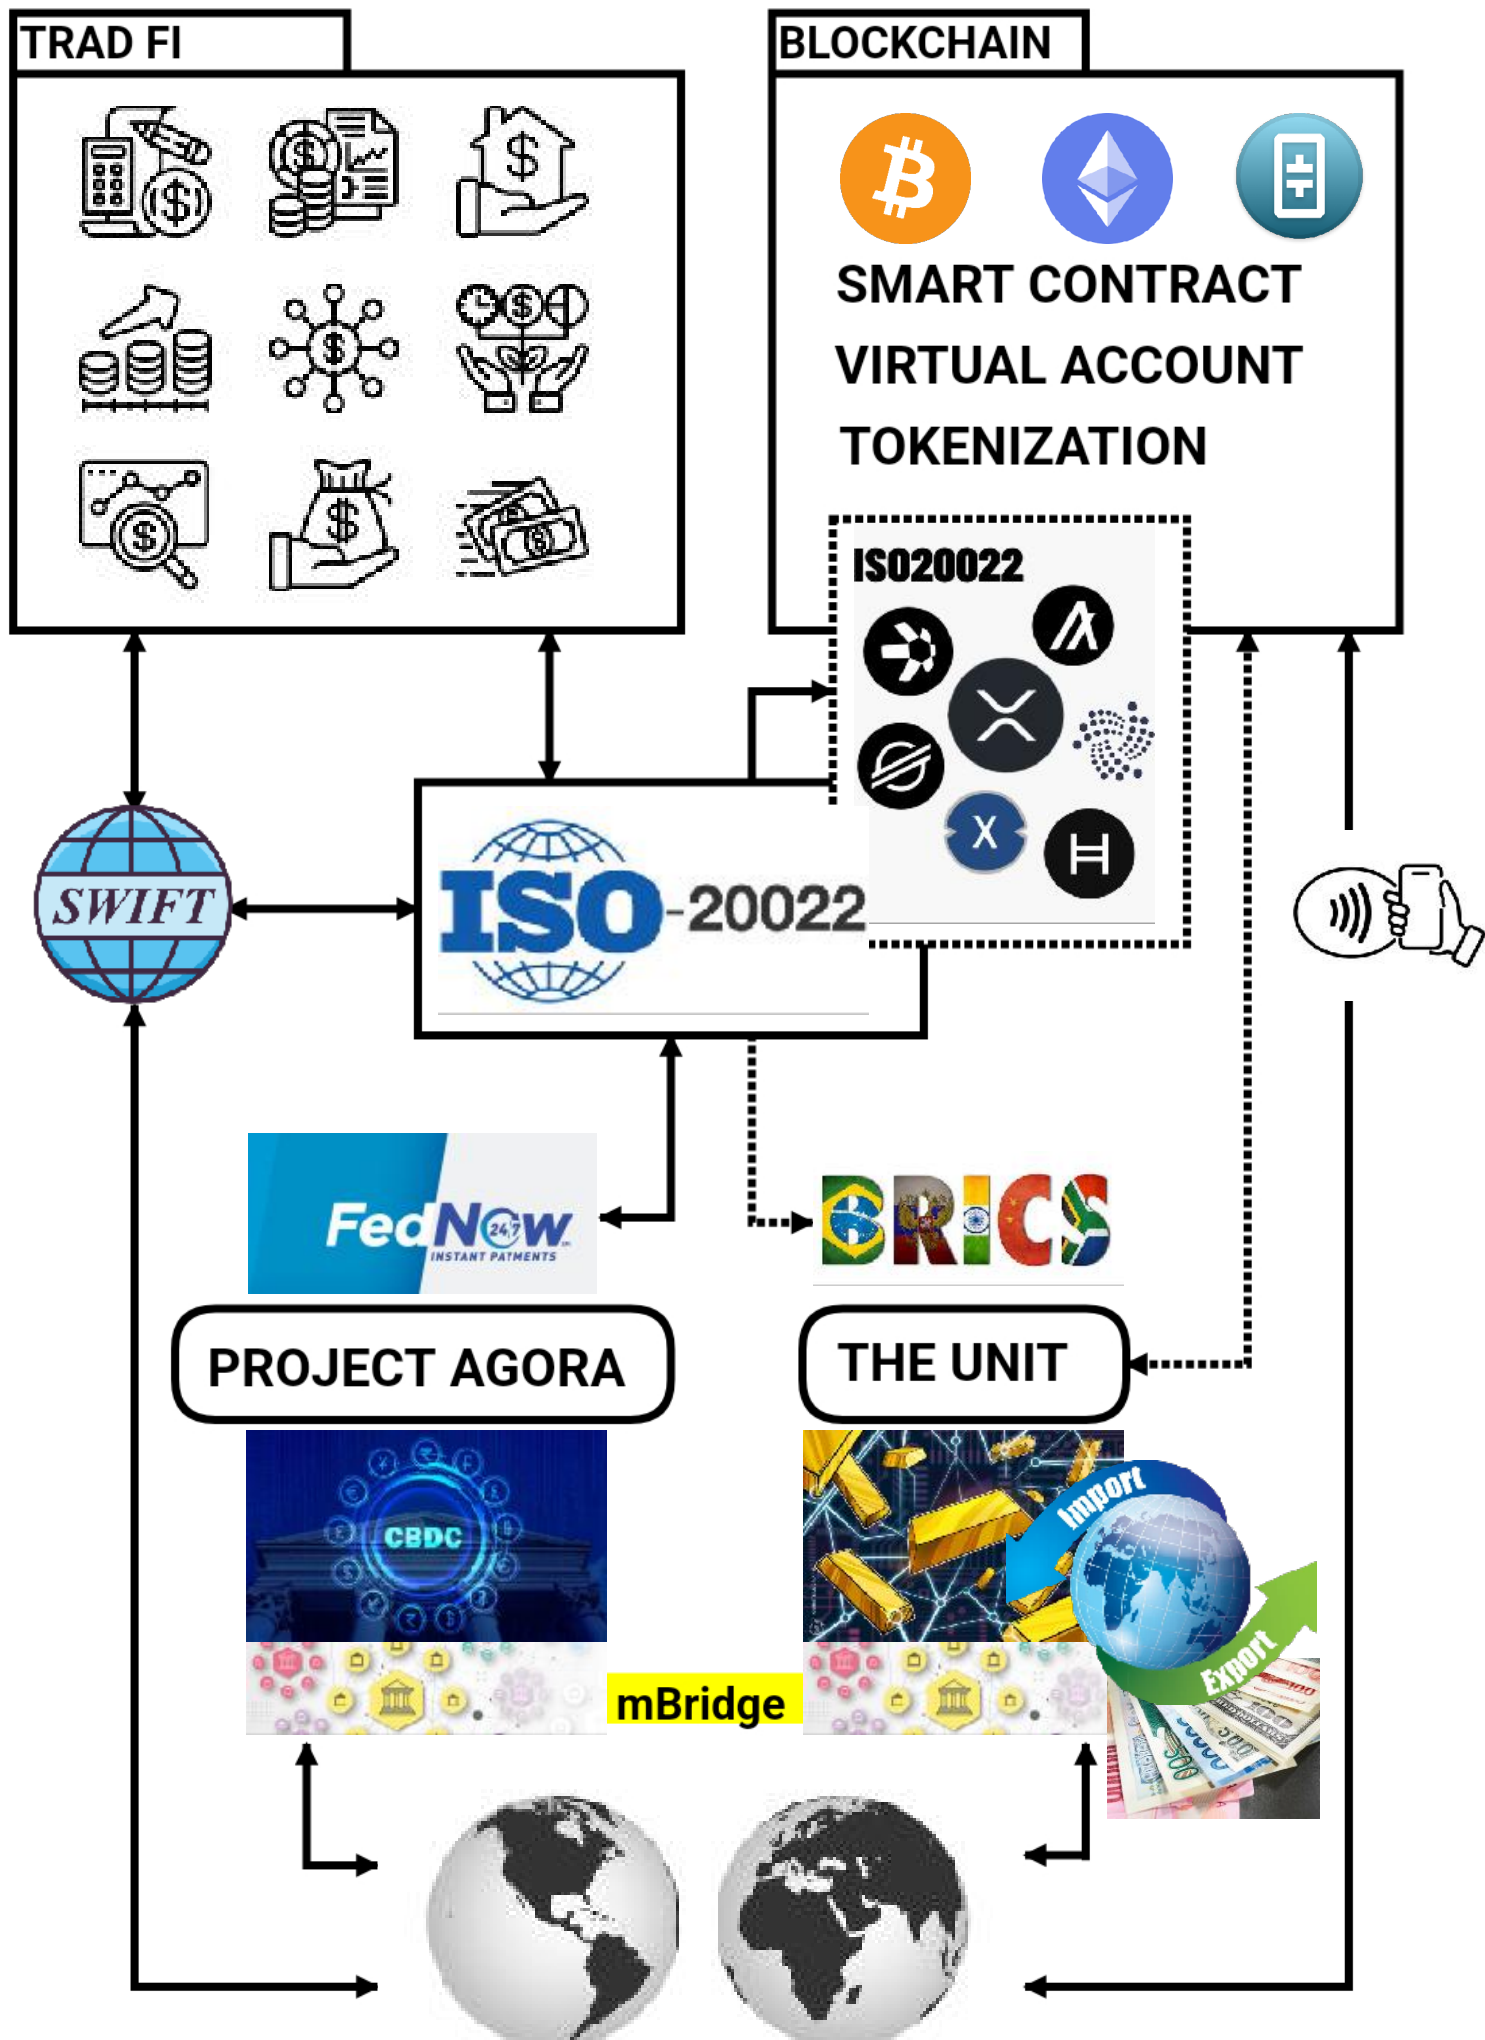 TRAD FI
BLOCKCHAIN
SMART CONTRACT
VIRTUAL ACCOUNT
TOKENIZATION
ISO20022
SWIFT
ISO-20022
FedNow
24/7
INSTANT PAYMENTS
BRICS
PROJECT AGORA
THE UNIT
CBDC
Import
Export
mBridge